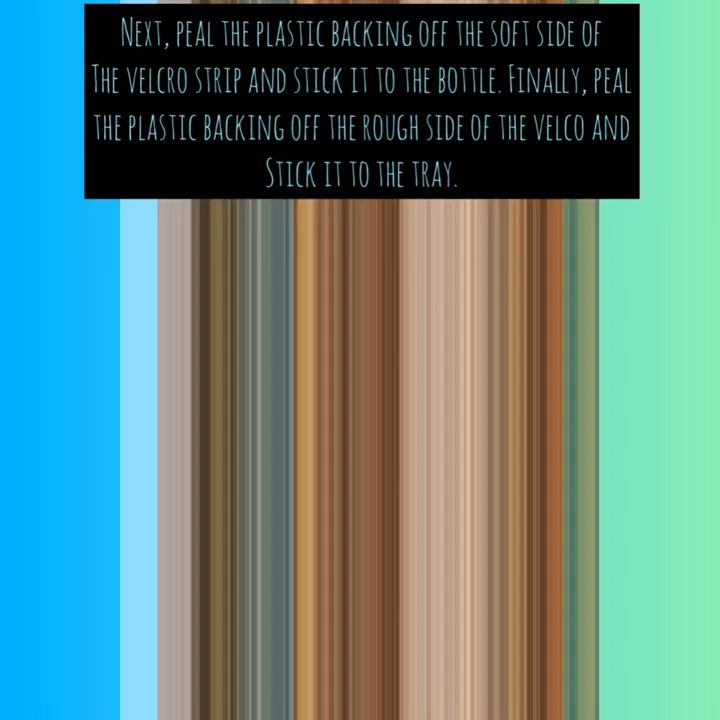 Next, peal the plastic backing off the soft side of
The velcro strip and stick it to the bottle. Finally, peal
the plastic backing off the rough side of the velco and
Stick it to the tray.